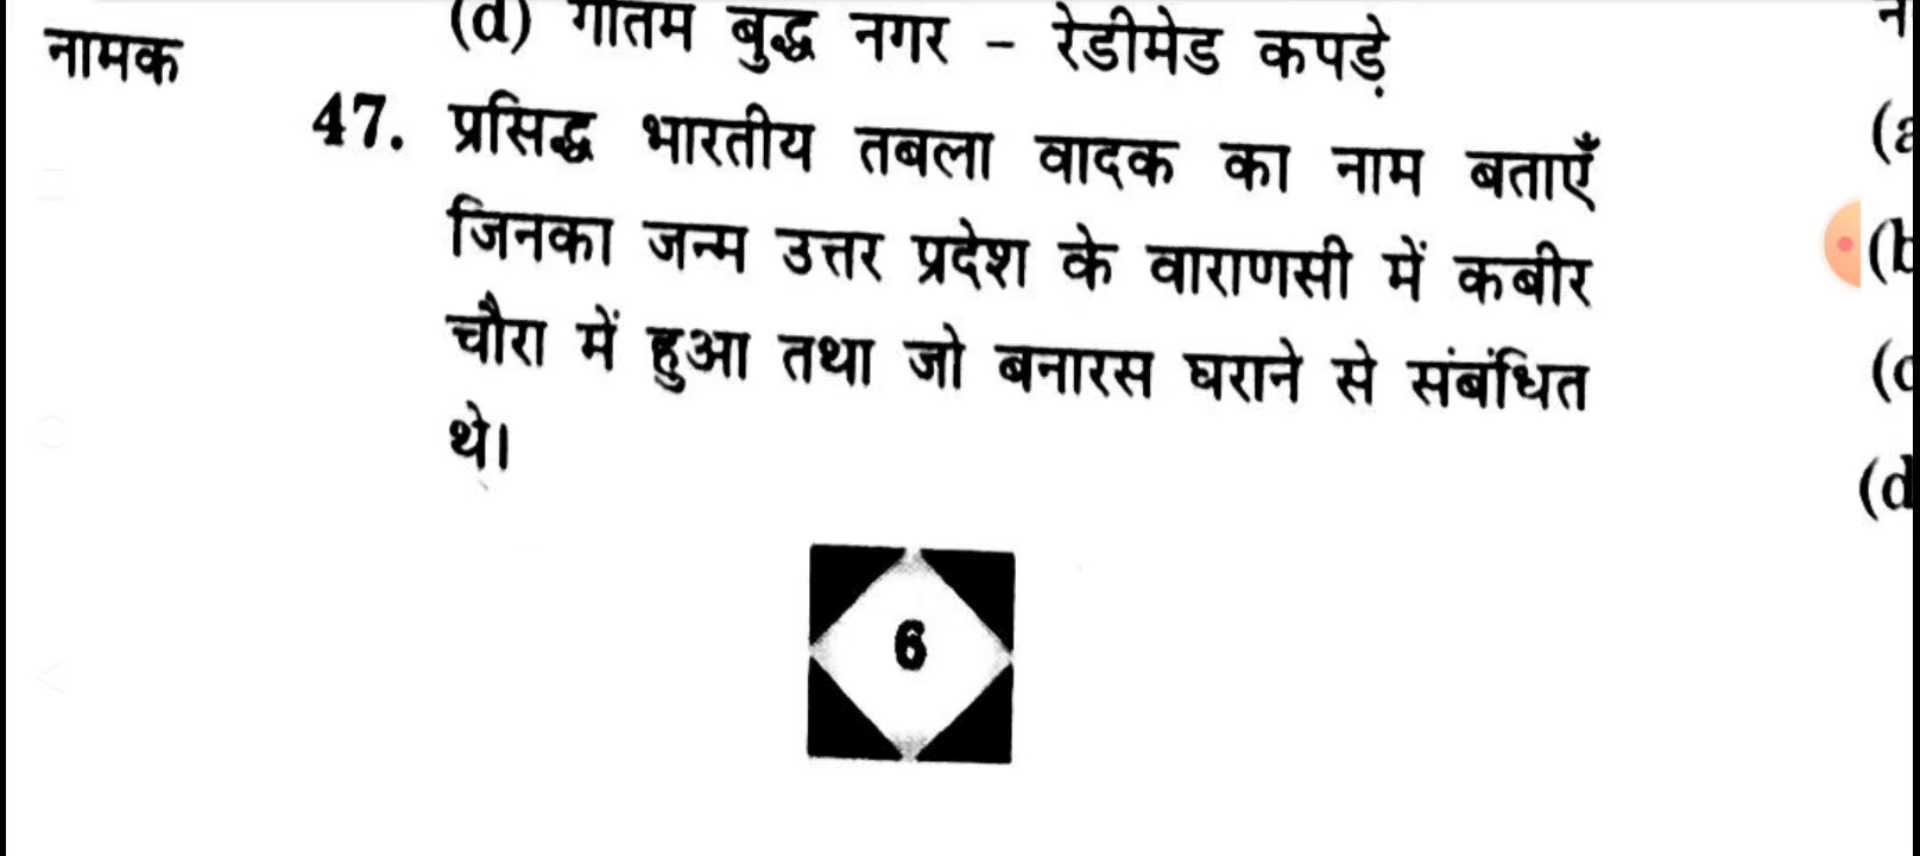 (d) गौतम बुद्ध नगर - रेडीमेड कपड़े
नामक
47. प्रसिद्ध भारतीय तबला वादक का नाम बताएँ
जिनका जन्म उत्तर प्रदेश के वाराणसी में कबीर
चौरा में हुआ तथा जो बनारस घराने से संबंधित
थे।
6
(d